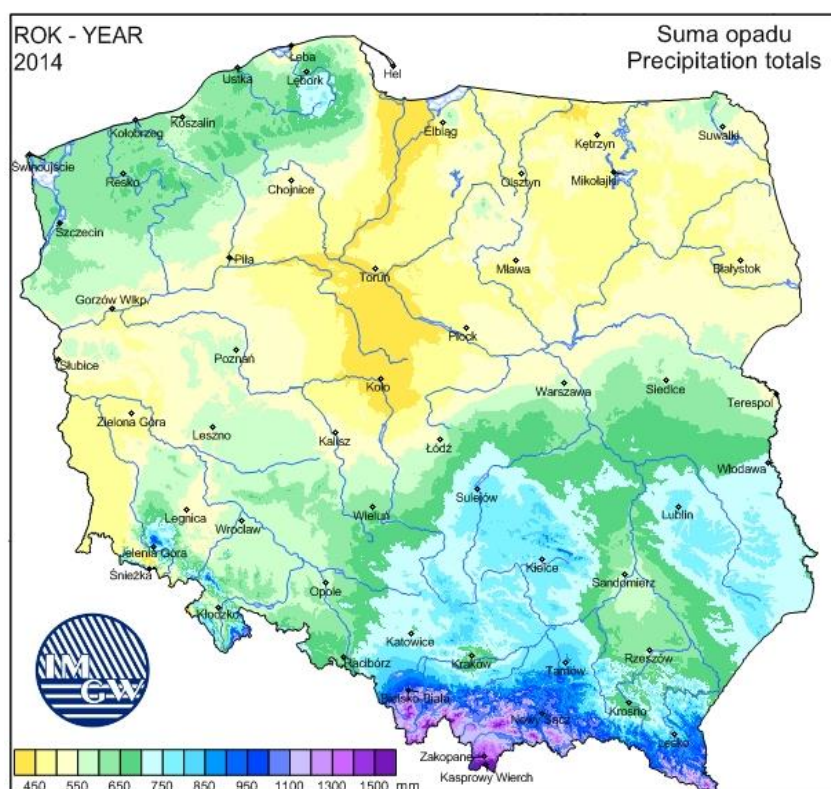 ROK - YEAR
2014
Suma opadu
Precipitation totals
Łeba
Hel
Ustka
Lębork
Koszalin
Kołobrzeg
Elbląg
Kętrzyn
Suwałki
Świnoujście
Resko
Chojnice
Olsztyn
Mikołajki
Szczecin
Piła
Toruń
Mława
Białystok
Gorzów Wlkp.
Płock
Słubice
Poznań
Koło
Warszawa
Siedlce
Terespol
Zielona Góra
Leszno
Kalisz
Łódź
Włodawa
Sulejów
Legnica
Wieluń
Lublin
Wrocław
Jelenia Góra
Śnieżka
Kielce
Opole
Sandomierz
Kłodzko
Katowice
Racibórz
Kraków
Tarnów
Rzeszów
Bielsko-Biała
Nowy Sącz
Krosno
Lesko
Zakopane
Kasprowy Wierch
IM
GW
450 550 650 750 850 950 1100 1300 1500 mm